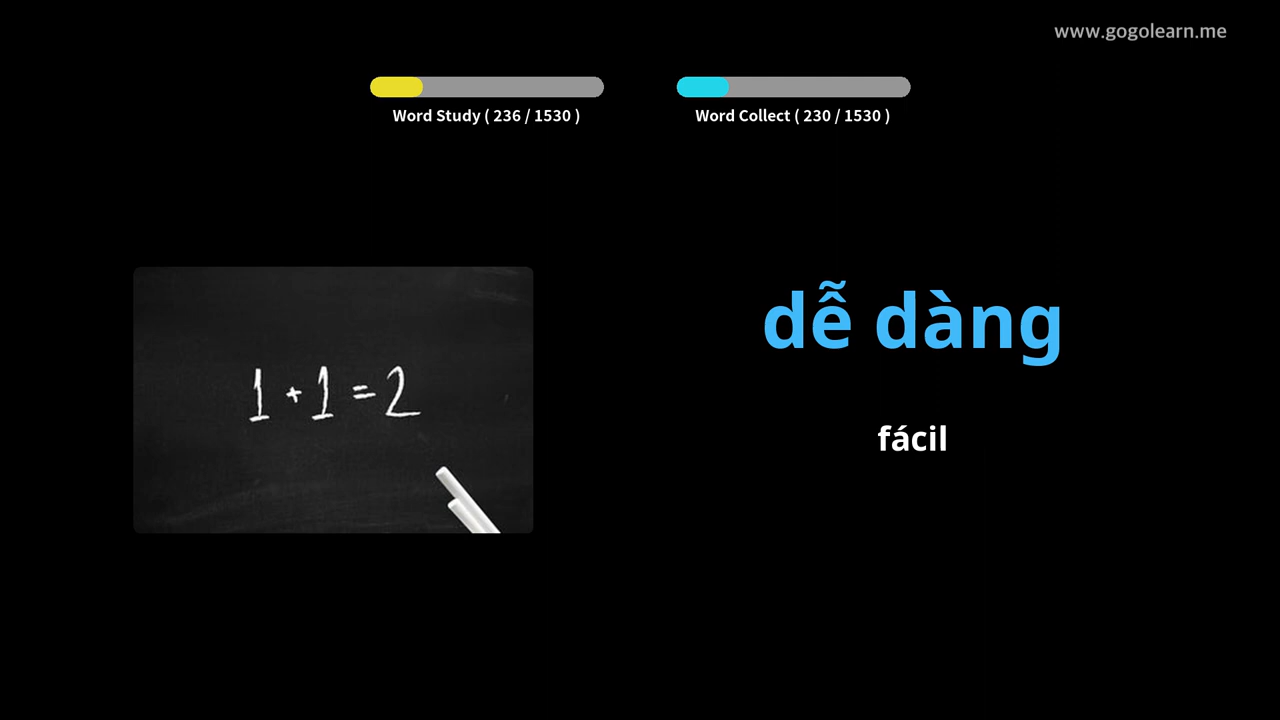 www.gogolearn.me
Word Study ( 236 / 1530 )
Word Collect ( 230 / 1530 )
dễ dàng
1 + 1 = 2
fácil